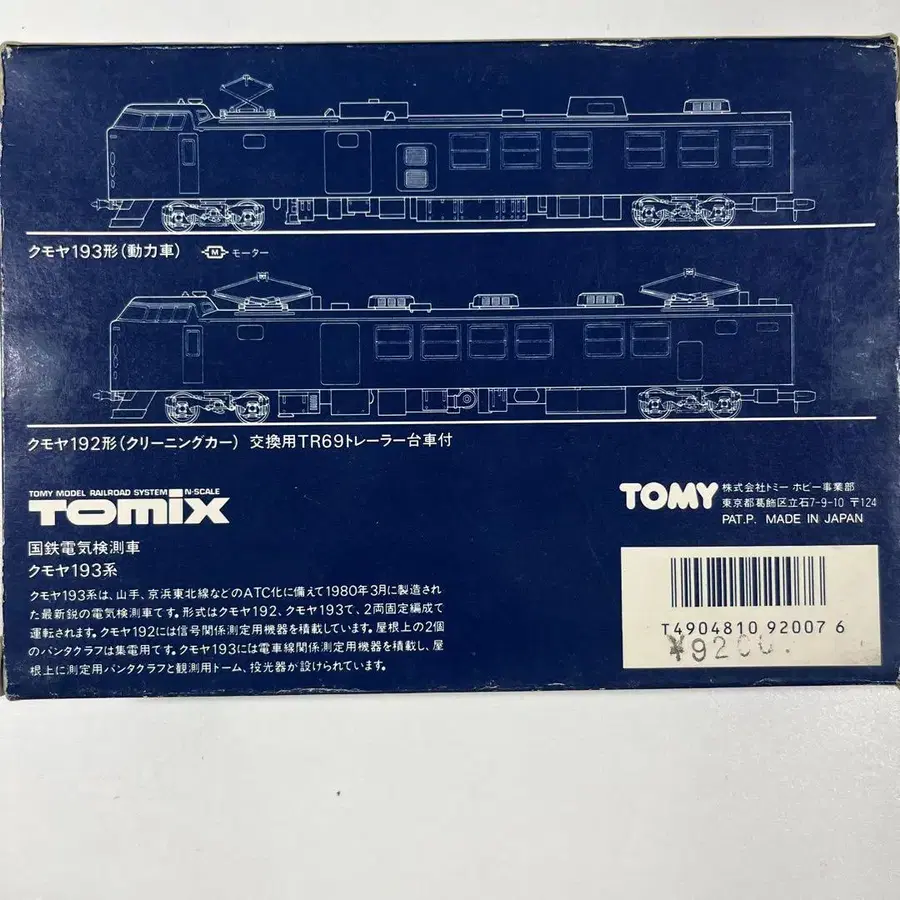 クモヤ193形(動力車) M モーター
クモヤ192形(クリーニングカー) 交換用TR69トレーラー台車付
TOMY MODEL RAILROAD SYSTEM N-SCALE
TOMIX
国鉄電気検測車
クモヤ193系
クモヤ193系は、山手、京浜東北線などのATC化に備えて1980年3月に製造され
た最新鋭の電気検測車です。形式はクモヤ192、クモヤ193で、2両固定編成で
運転されます。クモヤ192には信号関係測定用機器を積載しています。屋根上の2個
のパンタグラフは集電用です。クモヤ193には電車線関係測定用機器を積載し、屋
根上に測定用パンタグラフと観測用ドーム、投光器が設けられています。
TOMY 株式会社トミー ホビー事業部
東京都葛飾区立石7-9-10 〒124
PAT.P. MADE IN JAPAN
T4904810 92007 6
¥9200.